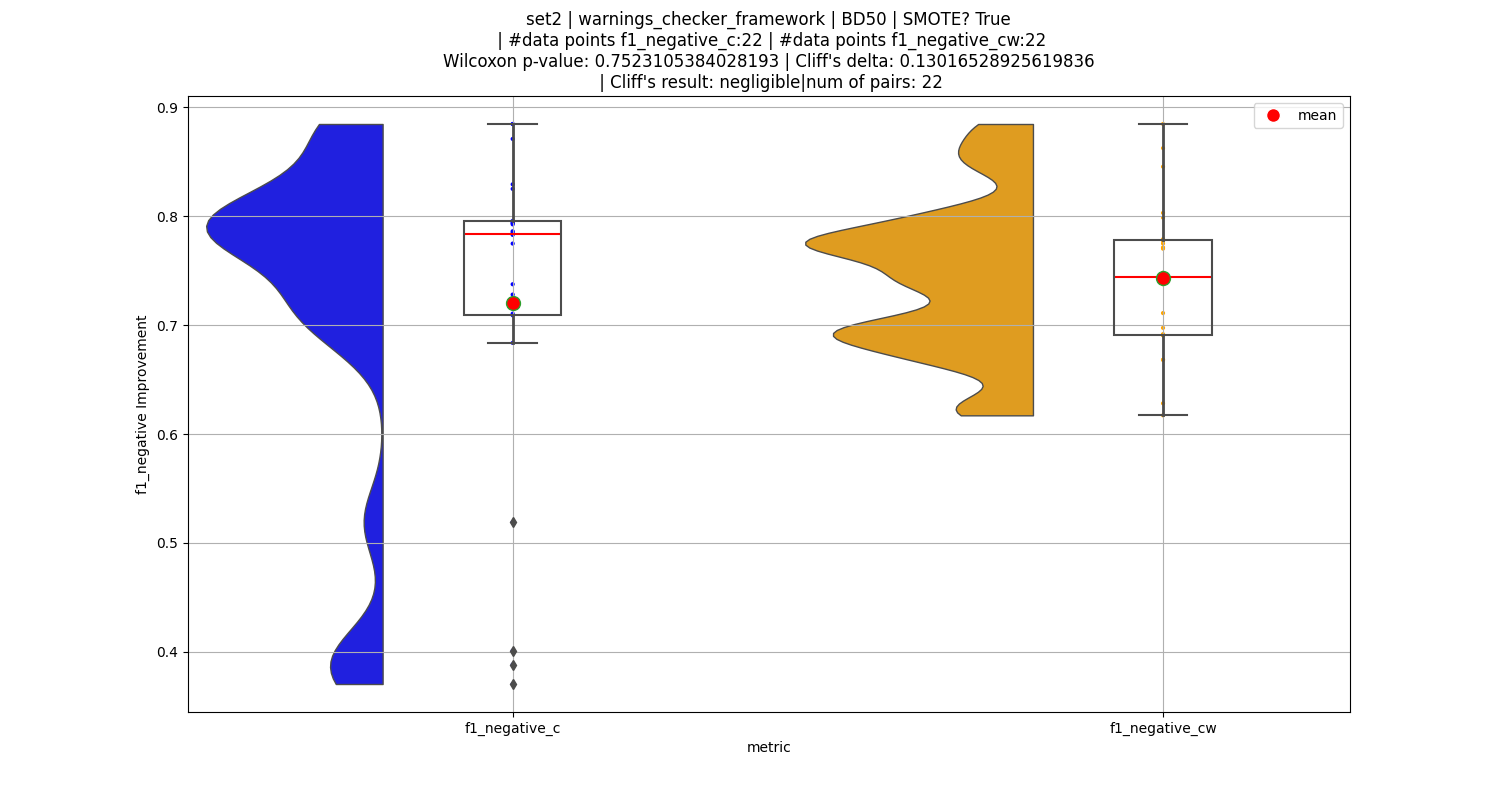 set2 | warnings_checker_framework | BD50 | SMOTE? True
| #data points f1_negative_c:22 | #data points f1_negative_cw:22
Wilcoxon p-value: 0.7523105384028193 | Cliff's delta: 0.13016528925619836
| Cliff's result: negligible|num of pairs: 22
mean
0.9
0.8
0.7
0.6
0.5
0.4
f1_negative Improvement
f1_negative_c
f1_negative_cw
metric